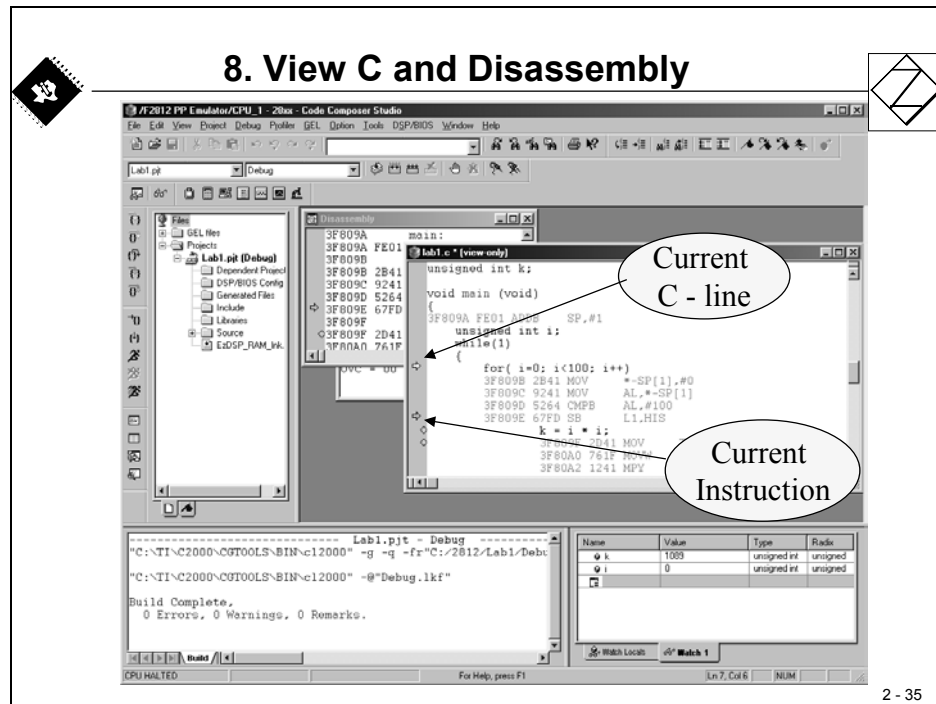 8. View C and Disassembly
/F2812 PP Emulator/CPU_1 - 28xx - Code Composer Studio
File Edit View Project Debug Profiler GEL Option Tools DSP/BIOS Window Help
Lab1.pjt
Debug
Files
GEL files
Projects
Lab1.pjt (Debug)
Dependent Project
DSP/BIOS Config
Generated Files
Include
Libraries
Source
EzDSP_RAM_lnk.
Disassembly
3F809A main:
3F809A FE01
3F809B
3F809B 2B41
3F809C 9241
3F809D 5264
3F809E 67FD
3F809F
3F809F 2D41
3F80A0 761F
OVC = 00
lab1.c * (view-only)
unsigned int k;
void main (void)
{
3F809A FE01 ADDB SP,#1
unsigned int i;
while(1)
{
for( i=0; i<100; i++)
3F809B 2B41 MOV *-SP[1],#0
3F809C 9241 MOV AL,*-SP[1]
3F809D 5264 CMPB AL,#100
3F809E 67FD SB L1,HIS
k = i * i;
3F809F 2D41 MOV
3F80A0 761F MOVW
3F80A2 1241 MPY
Current
C - line
Current
Instruction
---------------------------- Lab1.pjt - Debug ----------
"C:\TI\C2000\CGTOOLS\BIN\cl2000" -g -q -fr"C:/2812/Lab1/Debu
"C:\TI\C2000\CGTOOLS\BIN\cl2000" -@"Debug.lkf"
Build Complete,
0 Errors, 0 Warnings, 0 Remarks.
Build
Name Value Type Radix
k 1089 unsigned int unsigned
i 0 unsigned int unsigned
Watch Locals Watch 1
CPU HALTED For Help, press F1 Ln 7, Col 6 NUM
2 - 35